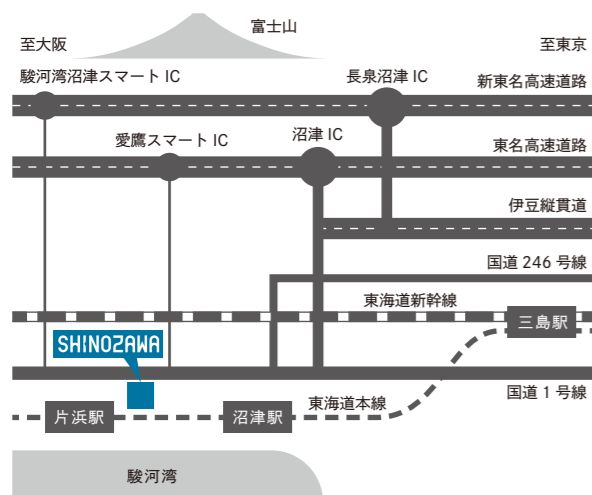 富士山
至大阪
至東京
駿河湾沼津スマート IC
長泉沼津 IC
新東名高速道路
愛鷹スマート IC
沼津 IC
東名高速道路
伊豆縦貫道
国道 246 号線
東海道新幹線
三島駅
SHINOZAWA
国道 1 号線
東海道本線
片浜駅
沼津駅
駿河湾